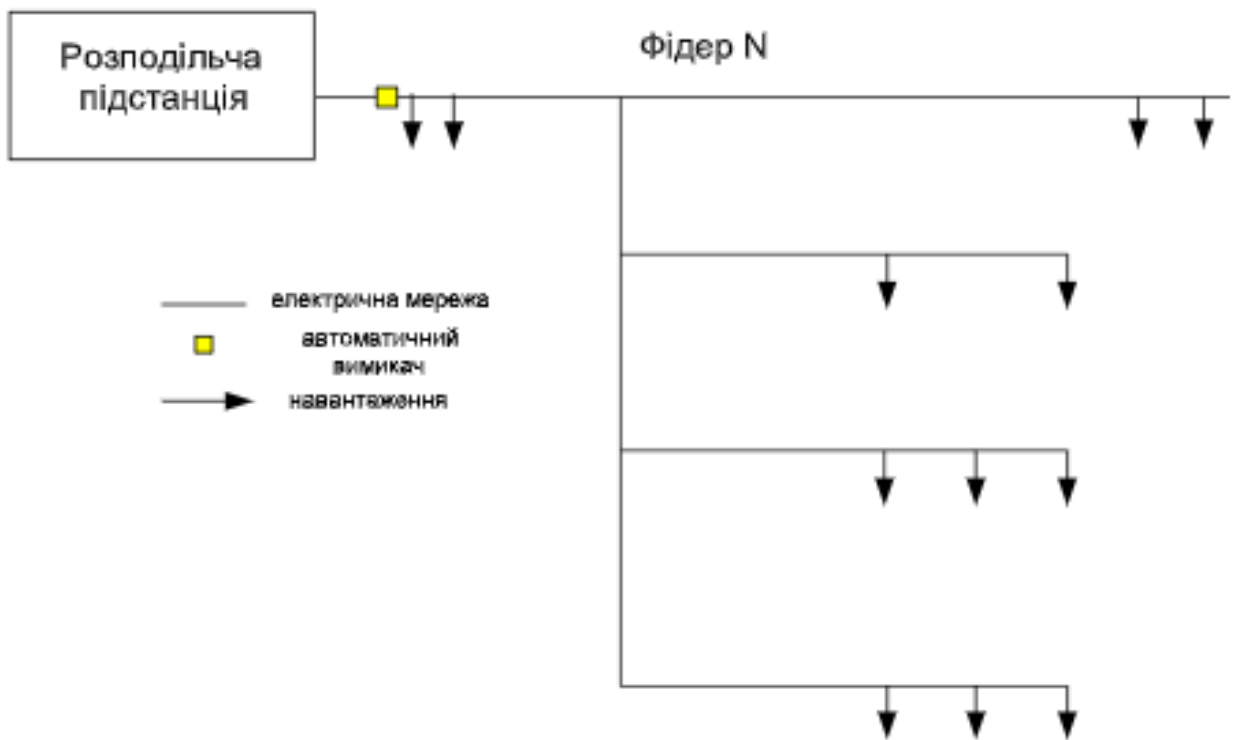 Розподільча
підстанція
Фідер N
електрична мережа
автоматичний
вимикач
навантаження